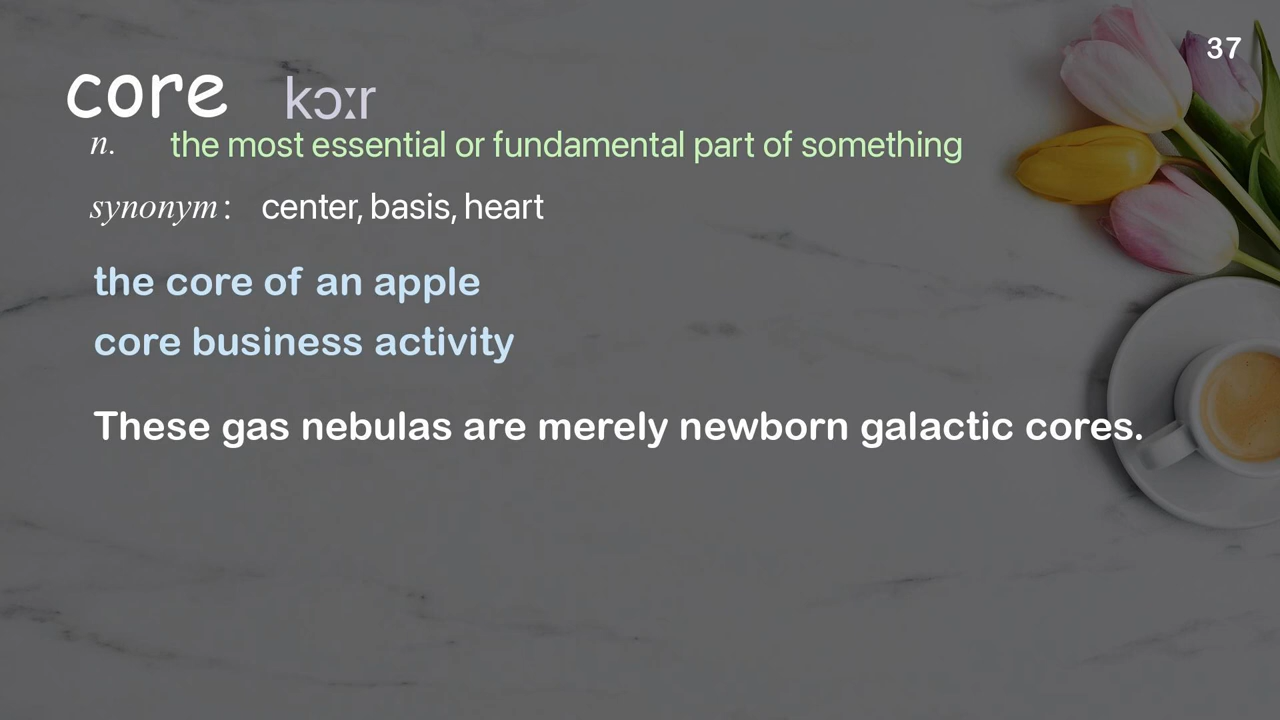 37
core kɔːr
n. the most essential or fundamental part of something
synonym: center, basis, heart
the core of an apple
core business activity
These gas nebulas are merely newborn galactic cores.